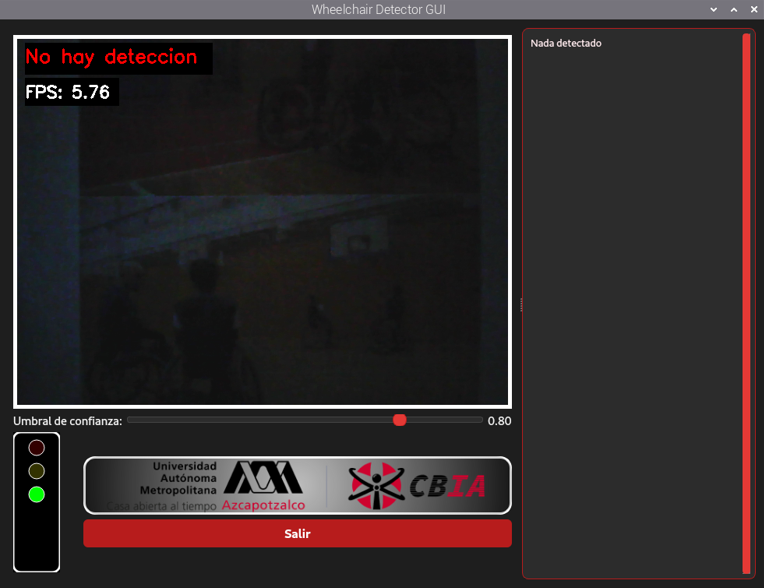 Wheelchair Detector GUI
No hay deteccion
FPS: 5.76
Nada detectado
Umbral de confianza:
0.80
Universidad
Autónoma
Metropolitana
Casa abierta al tiempo Azcapotzalco
CBIA
Salir